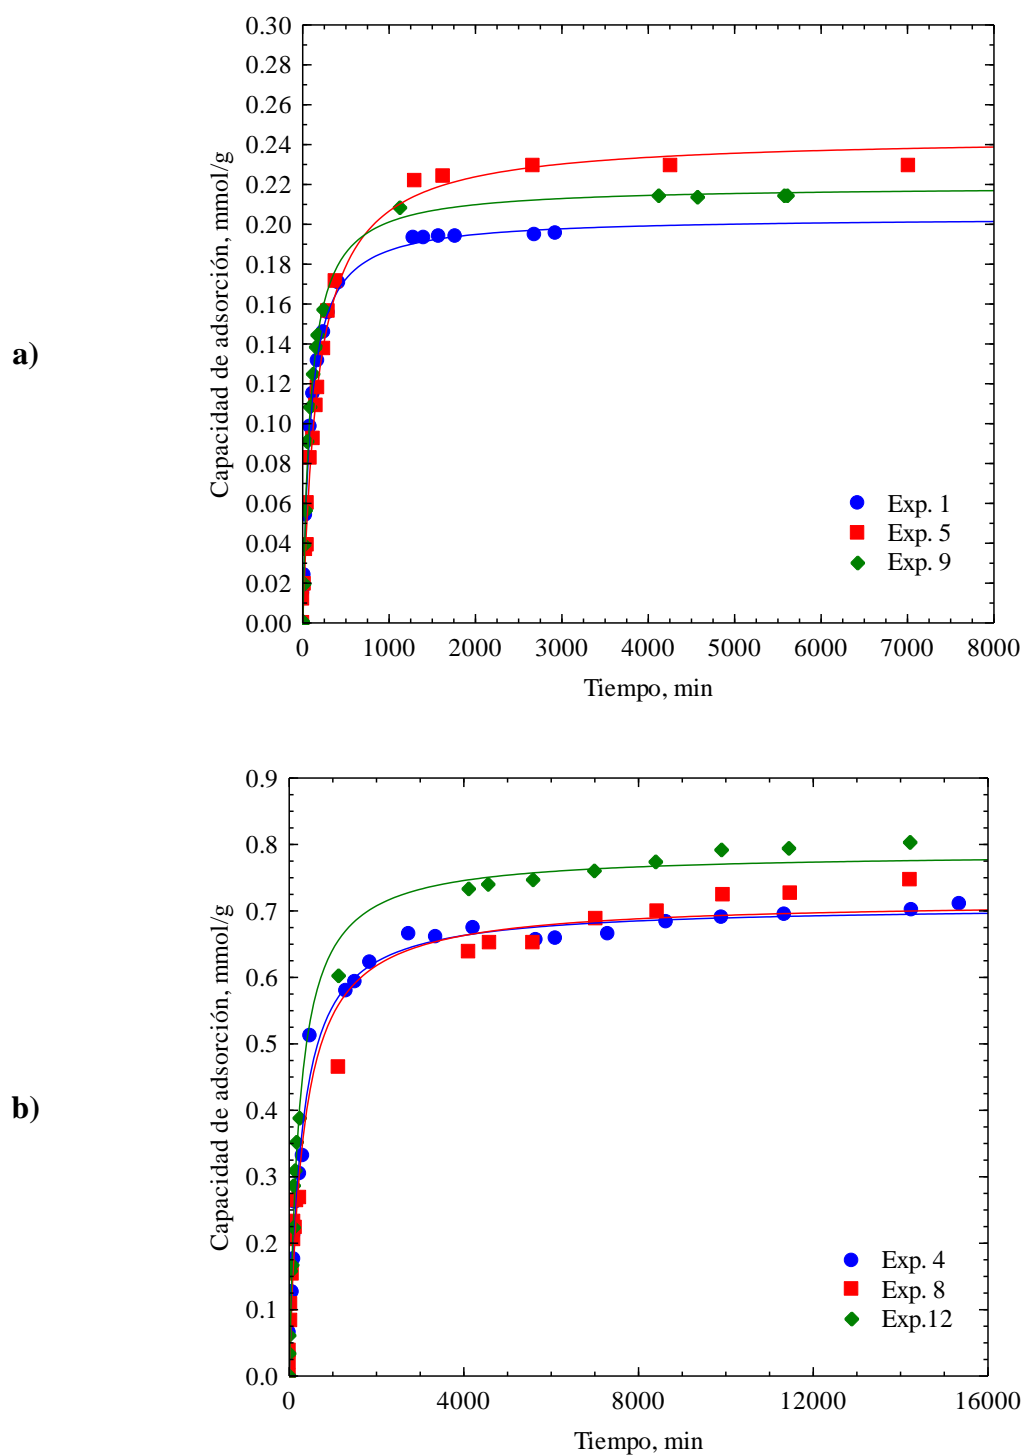 a)
Capacidad de adsorción, mmol/g
0.30
0.28
0.26
0.24
0.22
0.20
0.18
0.16
0.14
0.12
0.10
0.08
0.06
0.04
0.02
0.00
Exp. 1
Exp. 5
Exp. 9
0 1000 2000 3000 4000 5000 6000 7000 8000
Tiempo, min
b)
Capacidad de adsorción, mmol/g
0.9
0.8
0.7
0.6
0.5
0.4
0.3
0.2
0.1
0.0
Exp. 4
Exp. 8
Exp.12
0 4000 8000 12000 16000
Tiempo, min